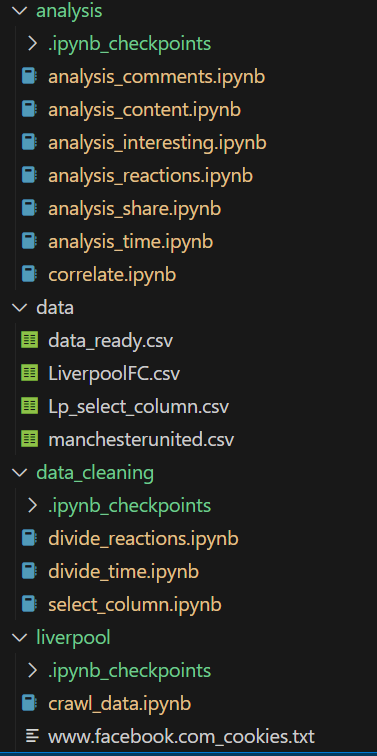 analysis
.ipynb_checkpoints
analysis_comments.ipynb
analysis_content.ipynb
analysis_interesting.ipynb
analysis_reactions.ipynb
analysis_share.ipynb
analysis_time.ipynb
correlate.ipynb
data
data_ready.csv
LiverpoolFC.csv
Lp_select_column.csv
manchesterunited.csv
data_cleaning
.ipynb_checkpoints
divide_reactions.ipynb
divide_time.ipynb
select_column.ipynb
liverpool
.ipynb_checkpoints
crawl_data.ipynb
www.facebook.com_cookies.txt